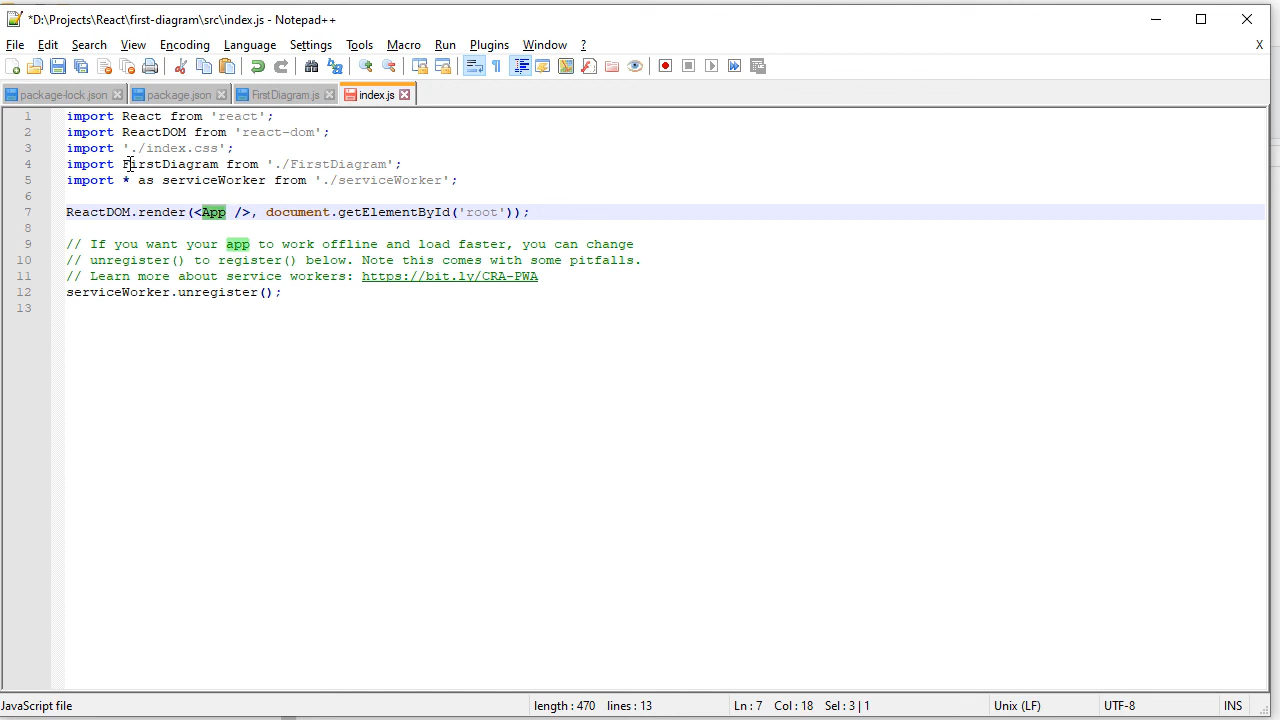 *D:\Projects\React\first-diagram\src\index.js - Notepad++
File Edit Search View Encoding Language Settings Tools Macro Run Plugins Window ? X
package-lock.json package.json FirstDiagram.js index.js
1 import React from 'react';
2 import ReactDOM from 'react-dom';
3 import './index.css';
4 import FirstDiagram from './FirstDiagram';
5 import * as serviceWorker from './serviceWorker';
6
7 ReactDOM.render(<App />, document.getElementById('root'));
8
9 // If you want your app to work offline and load faster, you can change
10 // unregister() to register() below. Note this comes with some pitfalls.
11 // Learn more about service workers: https://bit.ly/CRA-PWA
12 serviceWorker.unregister();
13
JavaScript file length : 470 lines : 13 Ln : 7 Col : 18 Sel : 3 | 1 Unix (LF) UTF-8 INS